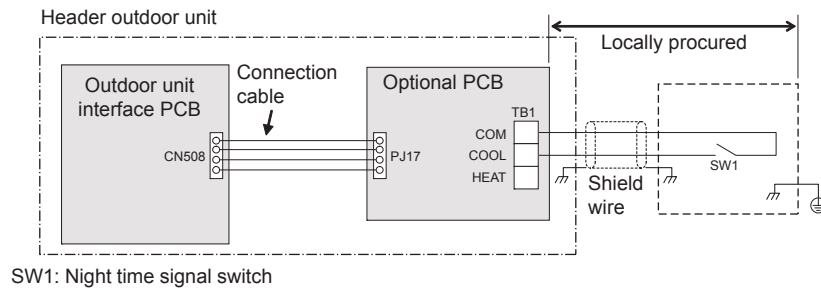 Header outdoor unit
Locally procured
Outdoor unit
interface PCB
Connection
cable
Optional PCB
TB1
COM
COOL
HEAT
CN508
PJ17
SW1
Shield
wire
SW1: Night time signal switch